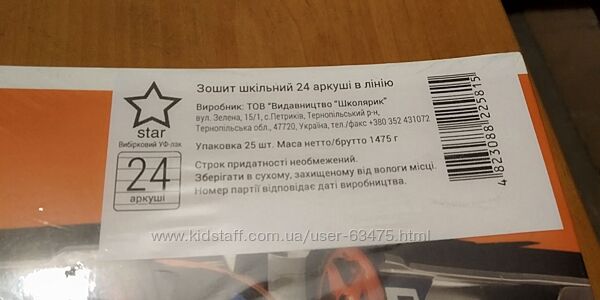 Зошит шкільний 24 аркуші в лінію
Виробник: ТОВ "Видавництво "Школярик"
вул. Зелена, 15/1, с.Петриків, Тернопільський р-н,
Тернопільська обл., 47720, Україна, тел./факс +380 352 431072
Упаковка 25 шт. Маса нетто/брутто 1475 г
Строк придатності необмежений.
Зберігати в сухому, захищеному від вологи місці.
Номер партії відповідає даті виробництва.
star
Вибірковий УФ-лак
24
аркуші
4823088225815
www.kidstaff.com.ua/user-63475.html